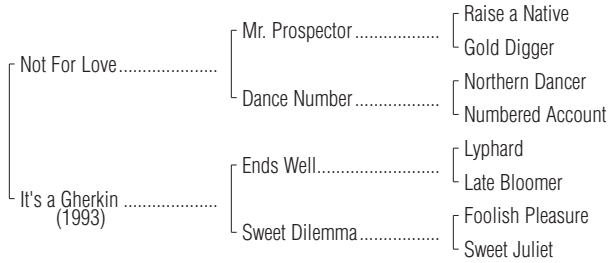 Raise a Native
Mr. Prospector ..................
Gold Digger
Not For Love.....................
Northern Dancer
Dance Number ..................
Numbered Account
Lyphard
Ends Well..........................
Late Bloomer
It's a Gherkin ....................
(1993)
Foolish Pleasure
Sweet Dilemma.................
Sweet Juliet